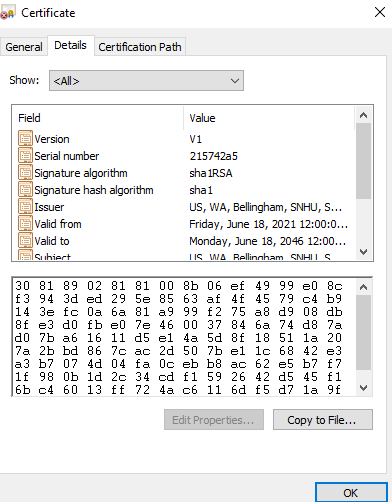 Certificate
General Details Certification Path
Show: <All>
Field Value
Version V1
Serial number 215742a5
Signature algorithm sha1RSA
Signature hash algorithm sha1
Issuer US, WA, Bellingham, SNHU, S...
Valid from Friday, June 18, 2021 12:00:0...
Valid to Monday, June 18, 2046 12:00...
Subject US, WA, Bellingham, SNHU, S...
30 81 89 02 81 81 00 8b 06 ef 49 99 e0 8c
f3 94 3d ed 29 5e 85 63 af 4f 45 79 c4 b9
14 3e fc 0a 6a 81 a9 99 f2 75 a8 d9 08 db
8f e3 d0 fb e0 7e 46 00 37 84 6a 74 d8 7a
d0 7b a6 16 11 d5 e1 4a 5d 8f 18 51 1a 20
7a 2b bd 86 7c ac 2d 50 7b e1 1c 68 42 e3
a3 b7 07 4d 04 fa 0c eb b8 ac 62 e5 b7 f7
1f 98 0b 1d 2c 34 cd f1 59 26 42 d5 45 f1
6b c4 60 13 ff 72 4a c6 11 6d f5 d7 1a 9f
Edit Properties... Copy to File...
OK